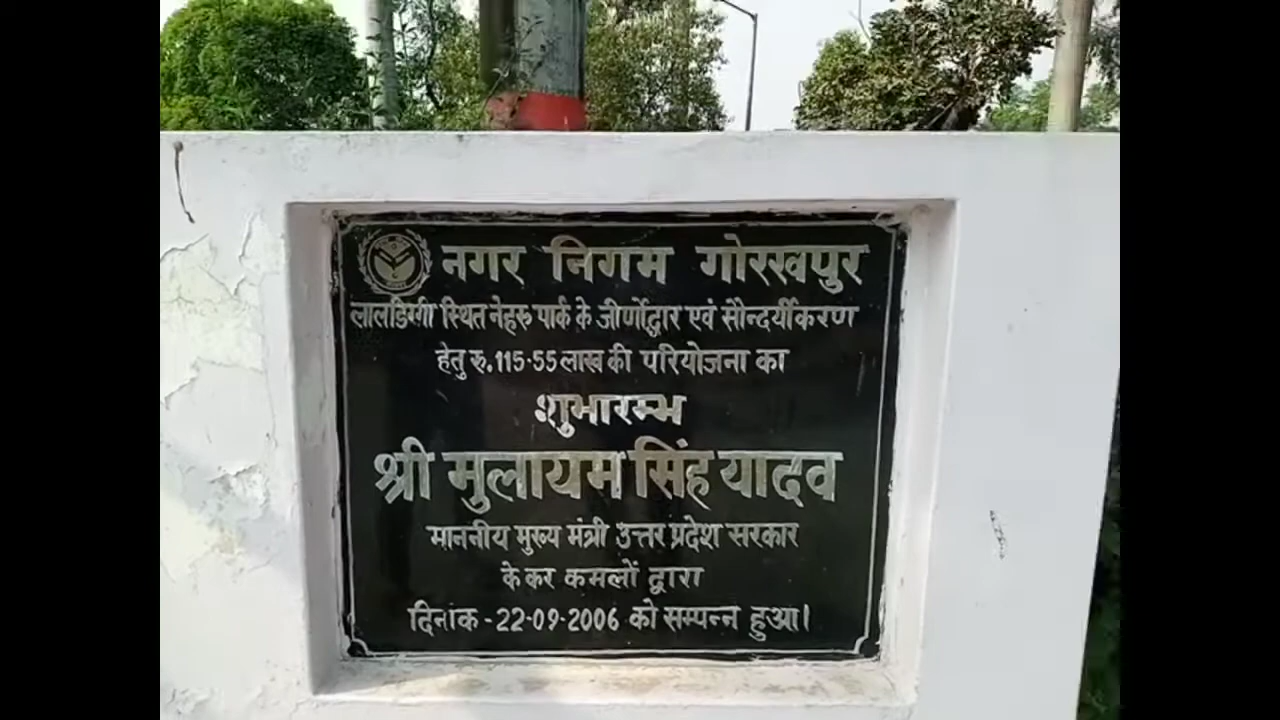 नगर निगम गोरखपुर
लालडिग्गी स्थित नेहरु पार्क के जीर्णोद्धार एवं सौन्दर्यीकरण
हेतु रु.115.55 लाख की परियोजना का
शुभारम्भ
श्री मुलायम सिंह यादव
माननीय मुख्य मंत्री उत्तर प्रदेश सरकार
के कर कमलों द्वारा
दिनांक - 22-09-2006 को सम्पन्न हुआ।